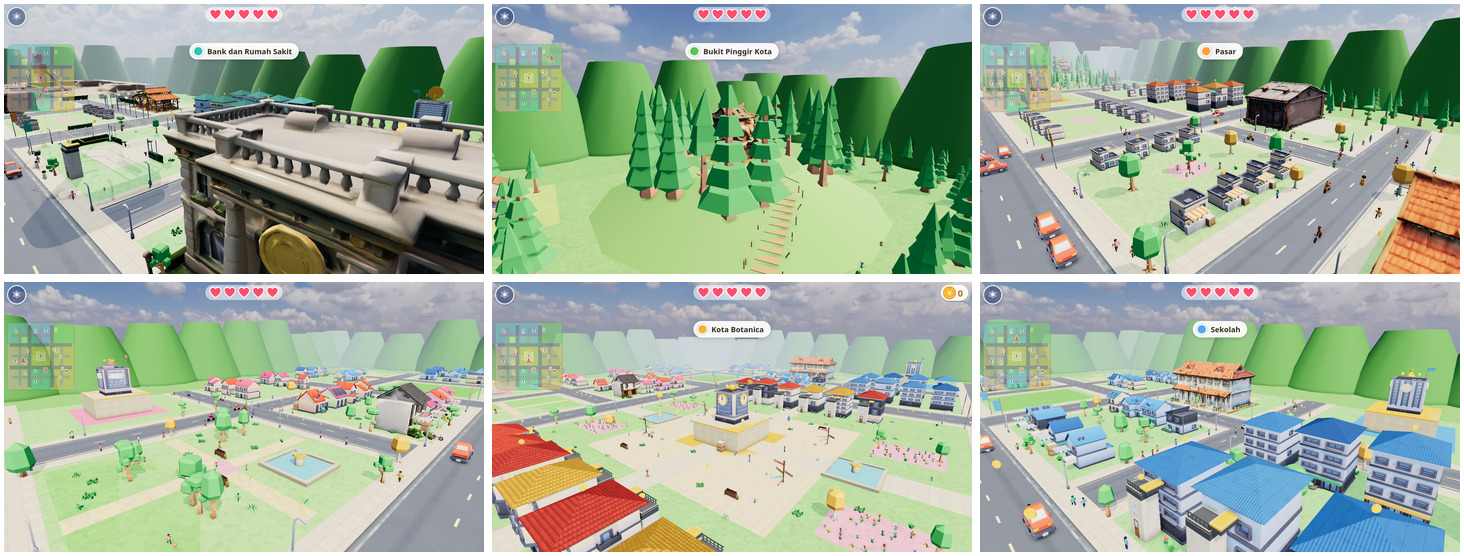 Bank dan Rumah Sakit
Bukit Pinggir Kota
Pasar
0
Kota Botanica
Sekolah